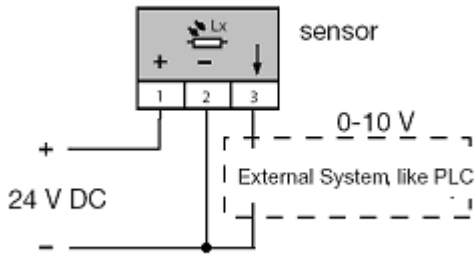 Lx
sensor
+ −
1 2 3
0-10 V
+
External System, like PLC
24 V DC
−